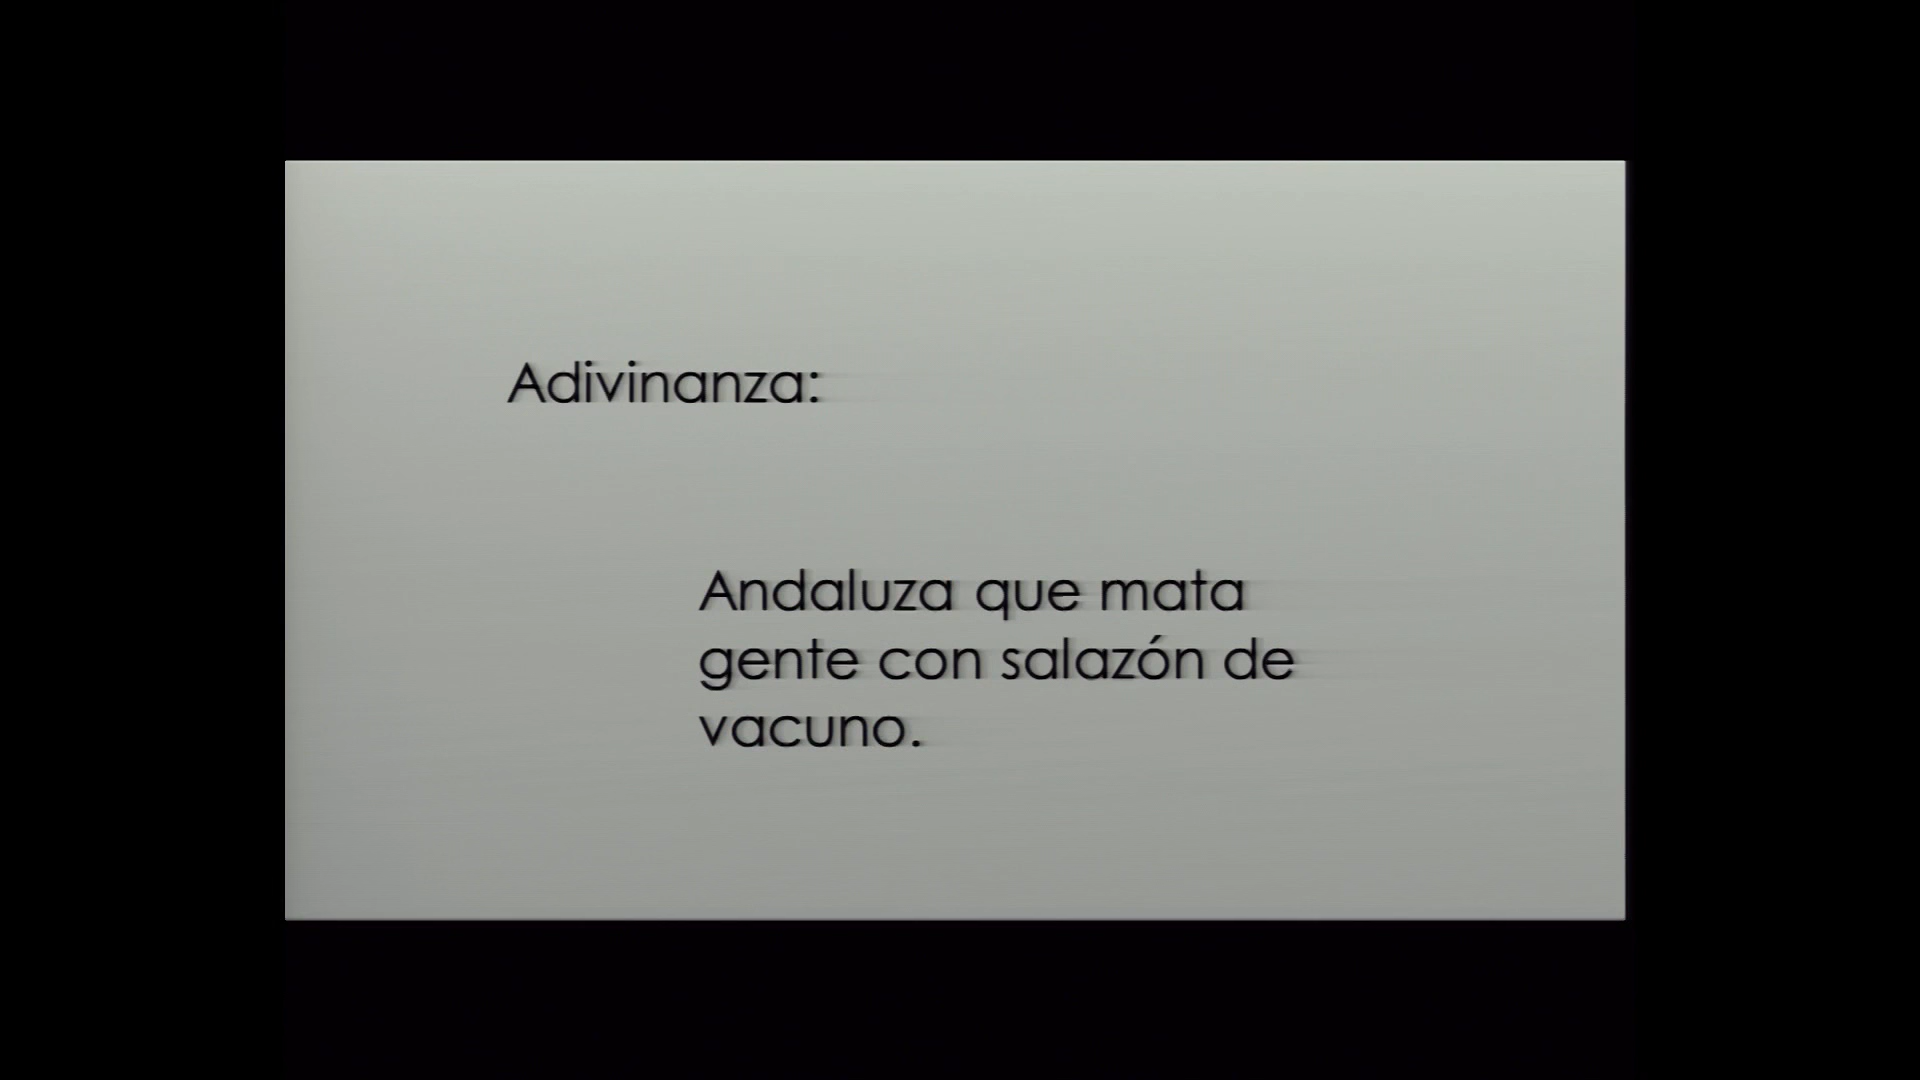 Adivinanza:
Andaluza que mata
gente con salazón de
vacuno.